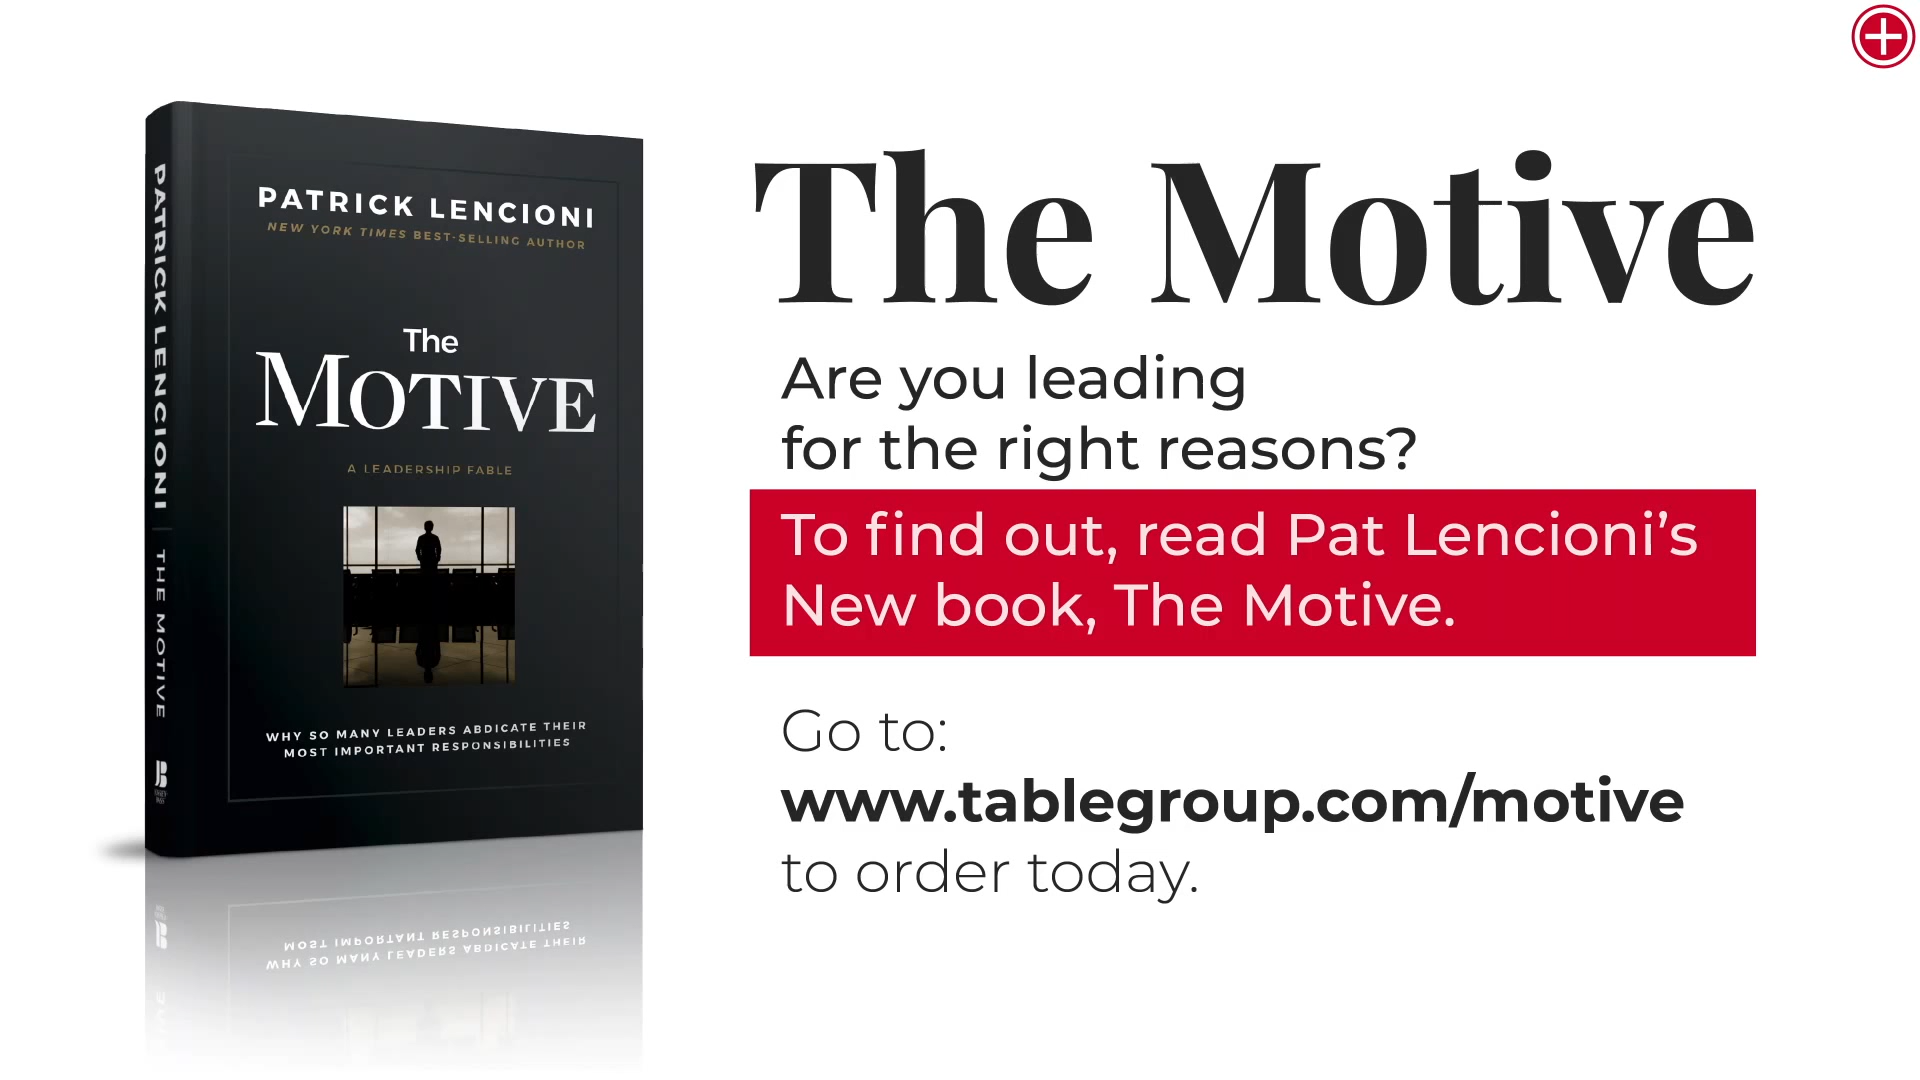 PATRICK LENCIONI
NEW YORK TIMES BEST-SELLING AUTHOR
The
MOTIVE
A LEADERSHIP FABLE
WHY SO MANY LEADERS ABDICATE THEIR
MOST IMPORTANT RESPONSIBILITIES
PATRICK LENCIONI | THE MOTIVE
The Motive
Are you leading
for the right reasons?
To find out, read Pat Lencioni’s
New book, The Motive.
Go to:
www.tablegroup.com/motive
to order today.